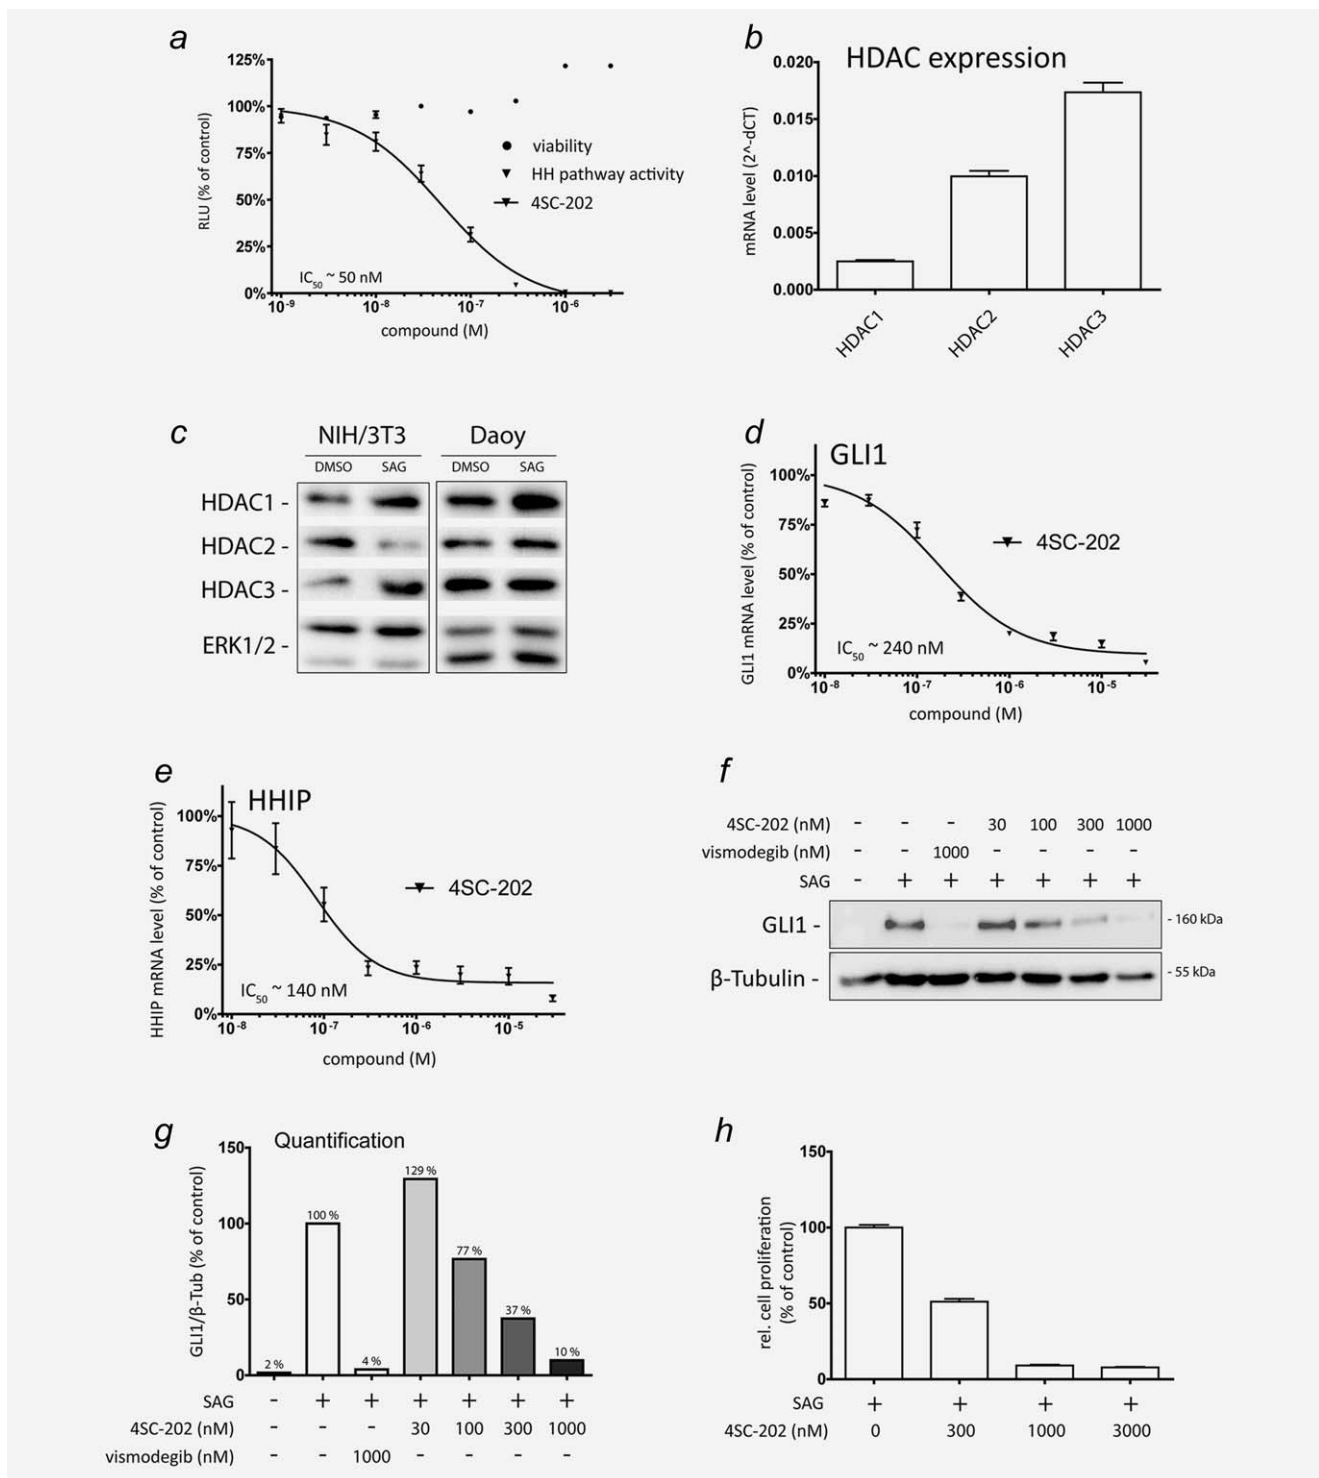 a
125%
100%
75%
50%
25%
0%
RLU (% of control)
viability
HH pathway activity
4SC-202
IC50 ~ 50 nM
10-9 10-8 10-7 10-6
compound (M)
b
HDAC expression
0.020
0.015
0.010
0.005
0.000
mRNA level (2^-dCT)
HDAC1 HDAC2 HDAC3
c
NIH/3T3 Daoy
DMSO SAG DMSO SAG
HDAC1 -
HDAC2 -
HDAC3 -
ERK1/2 -
d
GLI1
100%
75%
50%
25%
0%
GLI1 mRNA level (% of control)
4SC-202
IC50 ~ 240 nM
10-8 10-7 10-6 10-5
compound (M)
e
HHIP
100%
75%
50%
25%
0%
HHIP mRNA level (% of control)
4SC-202
IC50 ~ 140 nM
10-8 10-7 10-6 10-5
compound (M)
f
4SC-202 (nM) - - - 30 100 300 1000
vismodegib (nM) - - 1000 - - - -
SAG - + + + + + +
GLI1 - - 160 kDa
β-Tubulin - - 55 kDa
g
Quantification
150
100
50
0
GLI1/β-Tub (% of control)
2 % 100 % 4 % 129 % 77 % 37 % 10 %
SAG - + + + + + +
4SC-202 (nM) - - - 30 100 300 1000
vismodegib (nM) - - 1000 - - - -
h
150
100
50
0
rel. cell proliferation
(% of control)
SAG + + + +
4SC-202 (nM) 0 300 1000 3000